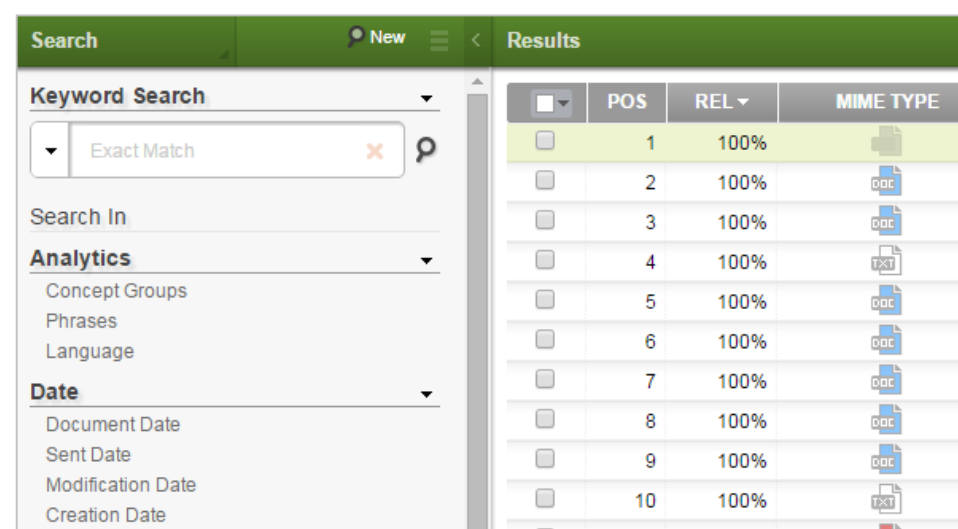 Search New
Keyword Search
Exact Match
Search In
Analytics
Concept Groups
Phrases
Language
Date
Document Date
Sent Date
Modification Date
Creation Date
Results
POS REL MIME TYPE
1 100%
2 100% DOC
3 100% DOC
4 100% TXT
5 100% DOC
6 100% DOC
7 100% DOC
8 100% DOC
9 100% DOC
10 100% TXT